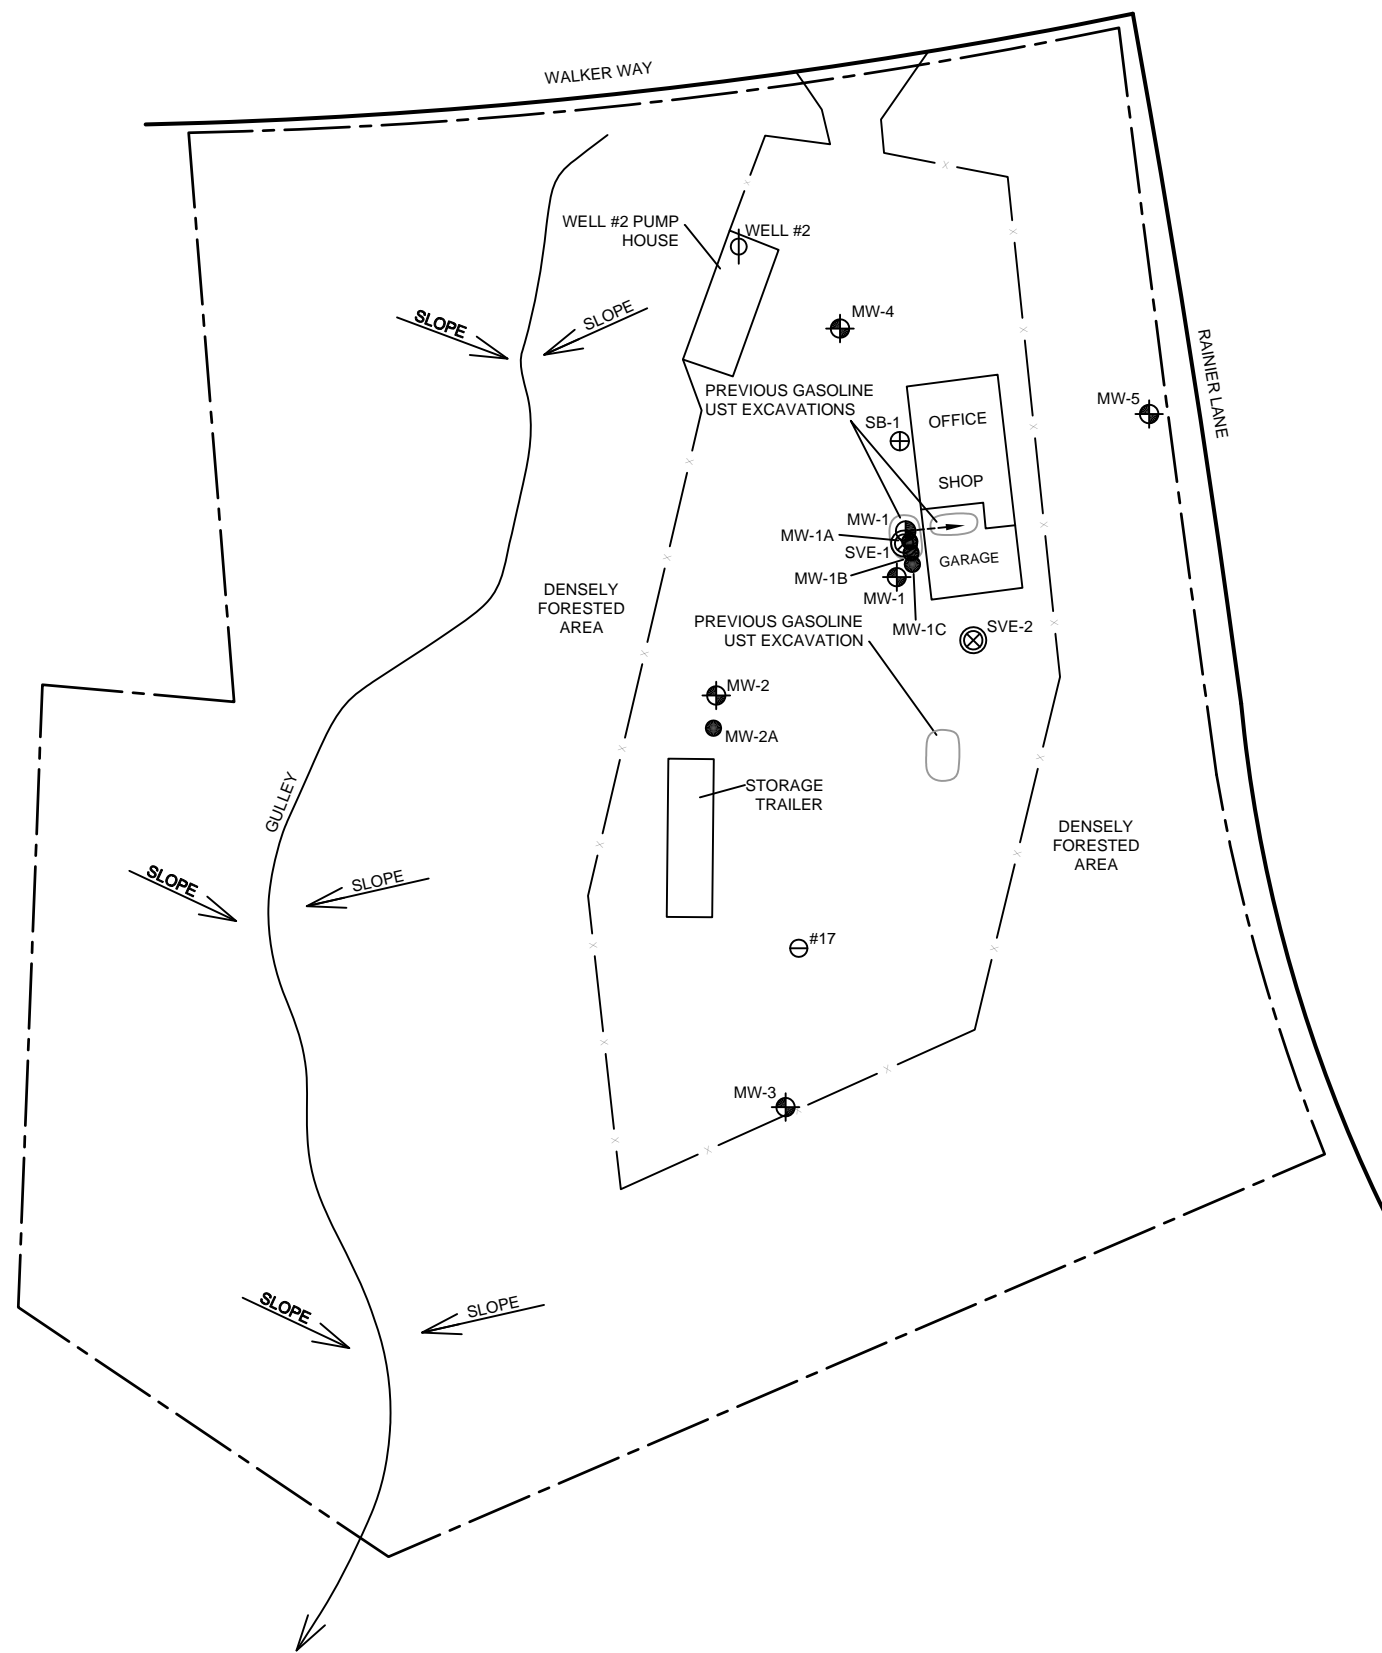 WALKER WAY
WELL #2 PUMP
HOUSE
WELL #2
SLOPE
SLOPE
MW-4
RAINIER LANE
PREVIOUS GASOLINE
UST EXCAVATIONS
MW-5
SB-1
OFFICE
SHOP
MW-1
MW-1A
SVE-1
GARAGE
MW-1B
MW-1
DENSELY
FORESTED
AREA
PREVIOUS GASOLINE
UST EXCAVATION
MW-1C
SVE-2
MW-2
MW-2A
GULLEY
STORAGE
TRAILER
DENSELY
FORESTED
AREA
SLOPE
SLOPE
#17
MW-3
SLOPE
SLOPE